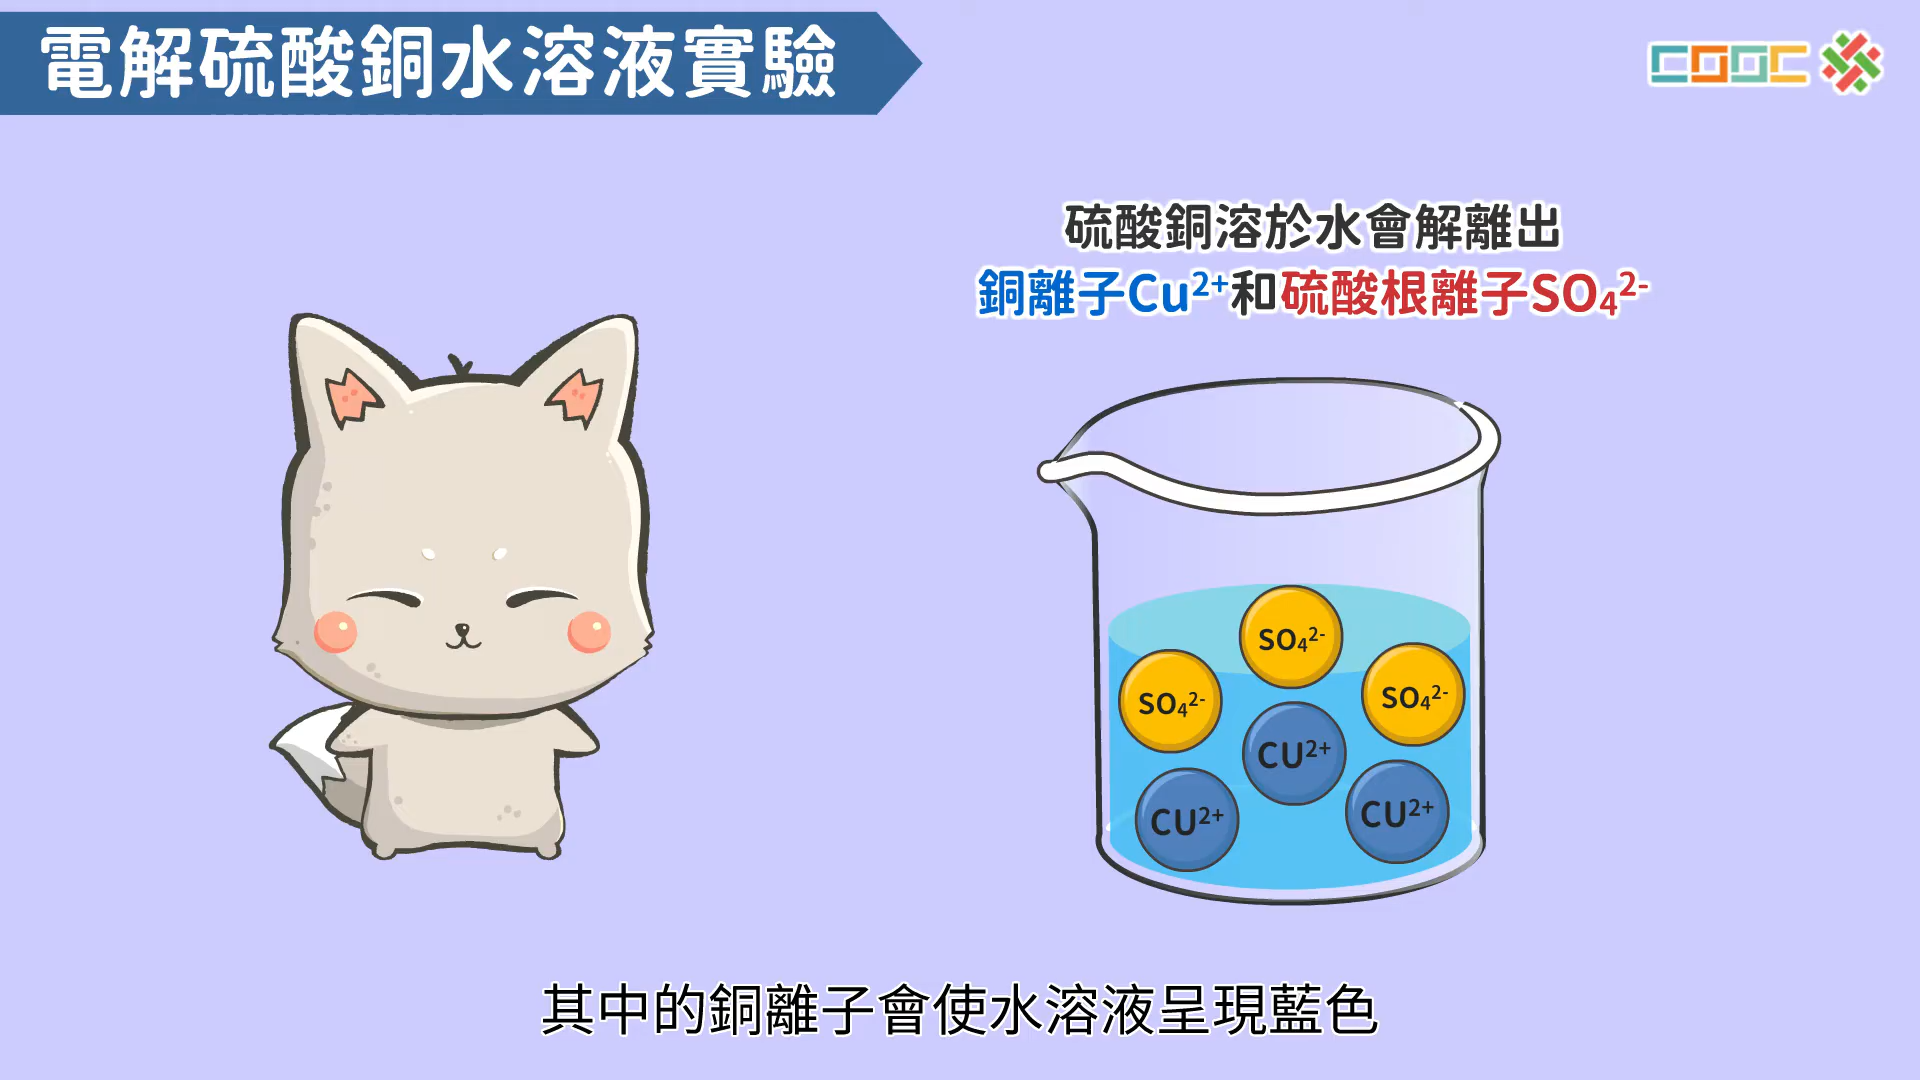 電解硫酸銅水溶液實驗
COOC
硫酸銅溶於水會解離出
銅離子Cu²⁺和硫酸根離子SO₄²⁻
SO₄²⁻
SO₄²⁻
SO₄²⁻
CU²⁺
CU²⁺
CU²⁺
其中的銅離子會使水溶液呈現藍色